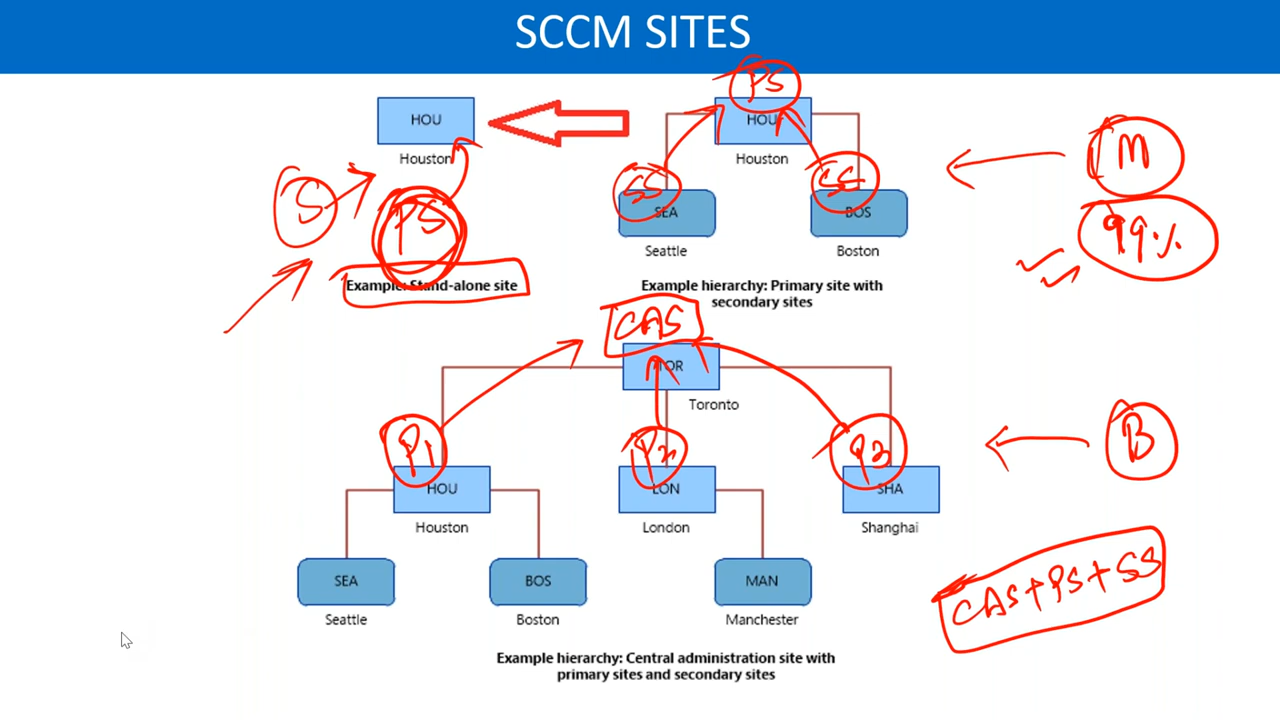 SCCM SITES
HOU
Houston
S
PS
Example: Stand-alone site
PS
HOU
Houston
SS
SEA
Seattle
SS
BOS
Boston
Example hierarchy: Primary site with
secondary sites
M
99%
CAS
TOR
Toronto
P1
HOU
Houston
P2
LON
London
P3
SHA
Shanghai
B
SEA
Seattle
BOS
Boston
MAN
Manchester
CAS+PS+SS
Example hierarchy: Central administration site with
primary sites and secondary sites